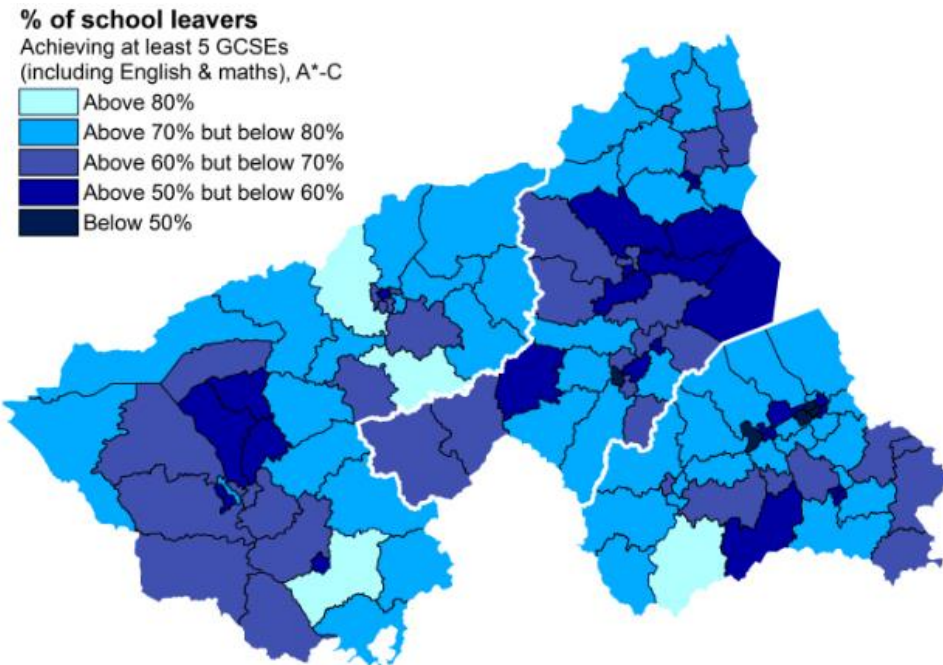 % of school leavers
Achieving at least 5 GCSEs
(including English & maths), A*-C
Above 80%
Above 70% but below 80%
Above 60% but below 70%
Above 50% but below 60%
Below 50%